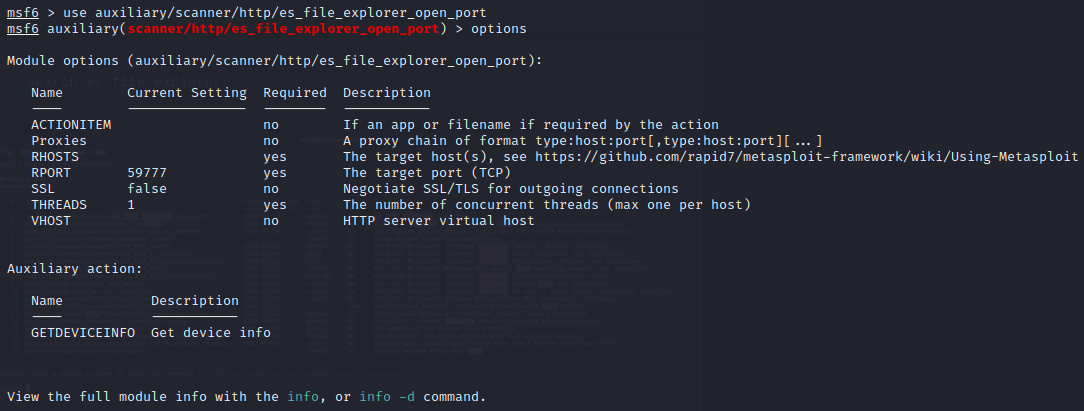 msf6 > use auxiliary/scanner/http/es_file_explorer_open_port
msf6 auxiliary(scanner/http/es_file_explorer_open_port) > options
Module options (auxiliary/scanner/http/es_file_explorer_open_port):
Name Current Setting Required Description
---- --------------- -------- -----------
ACTIONITEM no If an app or filename if required by the action
Proxies no A proxy chain of format type:host:port[,type:host:port][...]
RHOSTS yes The target host(s), see https://github.com/rapid7/metasploit-framework/wiki/Using-Metasploit
RPORT 59777 yes The target port (TCP)
SSL false no Negotiate SSL/TLS for outgoing connections
THREADS 1 yes The number of concurrent threads (max one per host)
VHOST no HTTP server virtual host
Auxiliary action:
Name Description
---- -----------
GETDEVICEINFO Get device info
View the full module info with the info, or info -d command.